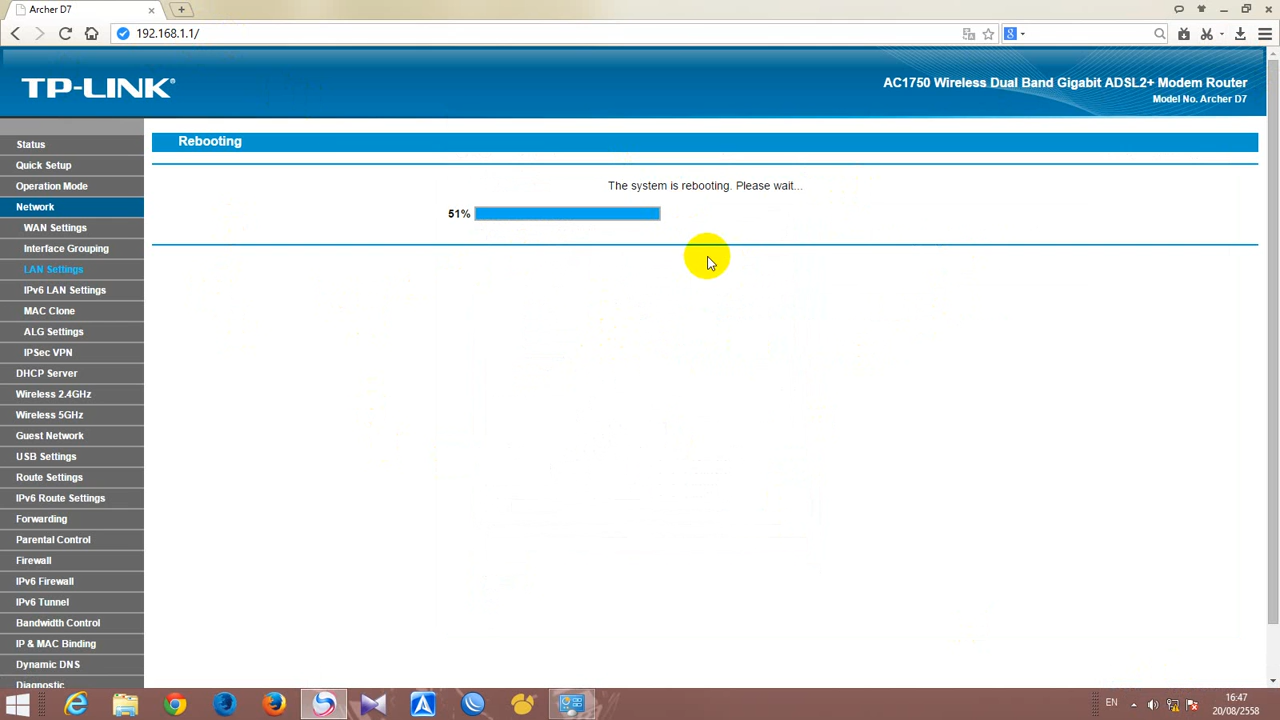 Archer D7
192.168.1.1/
TP-LINK®
AC1750 Wireless Dual Band Gigabit ADSL2+ Modem Router
Model No. Archer D7
Status
Quick Setup
Operation Mode
Network
WAN Settings
Interface Grouping
LAN Settings
IPv6 LAN Settings
MAC Clone
ALG Settings
IPSec VPN
DHCP Server
Wireless 2.4GHz
Wireless 5GHz
Guest Network
USB Settings
Route Settings
IPv6 Route Settings
Forwarding
Parental Control
Firewall
IPv6 Firewall
IPv6 Tunnel
Bandwidth Control
IP & MAC Binding
Dynamic DNS
Diagnostic
Rebooting
The system is rebooting. Please wait...
51%
EN
16:47
20/08/2558